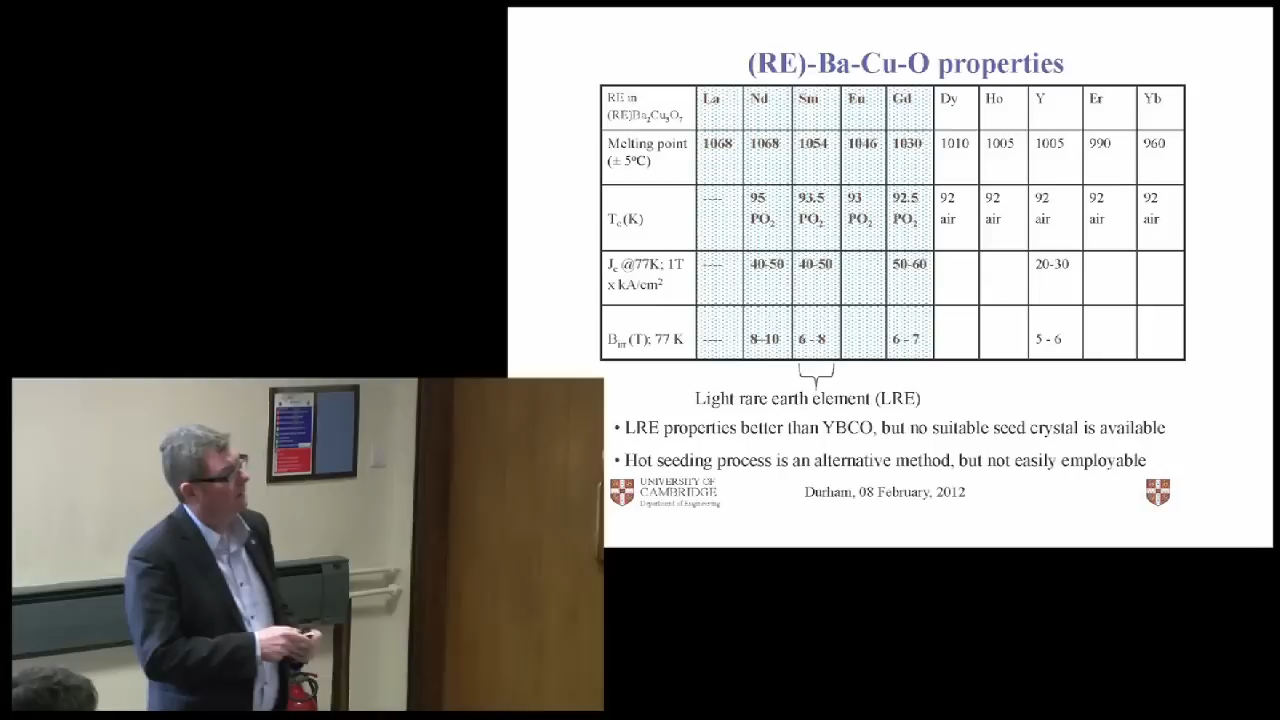 (RE)-Ba-Cu-O properties
RE in La Nd Sm Eu Gd Dy Ho Y Er Yb
(RE)Ba₂Cu₃O₇
Melting point 1068 1068 1054 1046 1030 1010 1005 1005 990 960
(± 5°C)
95 93.5 93 92.5 92 92 92 92 92
T꜀(K) ---- PO₂ PO₂ PO₂ PO₂ air air air air air
J꜀ @77K; 1T ---- 40-50 40-50 50-60 20-30
x kA/cm²
Bᵢᵣᵣ(T); 77 K ---- 8-10 6 - 8 6 - 7 5 - 6
Light rare earth element (LRE)
• LRE properties better than YBCO, but no suitable seed crystal is available
• Hot seeding process is an alternative method, but not easily employable
UNIVERSITY OF
CAMBRIDGE
Department of Engineering
Durham, 08 February, 2012